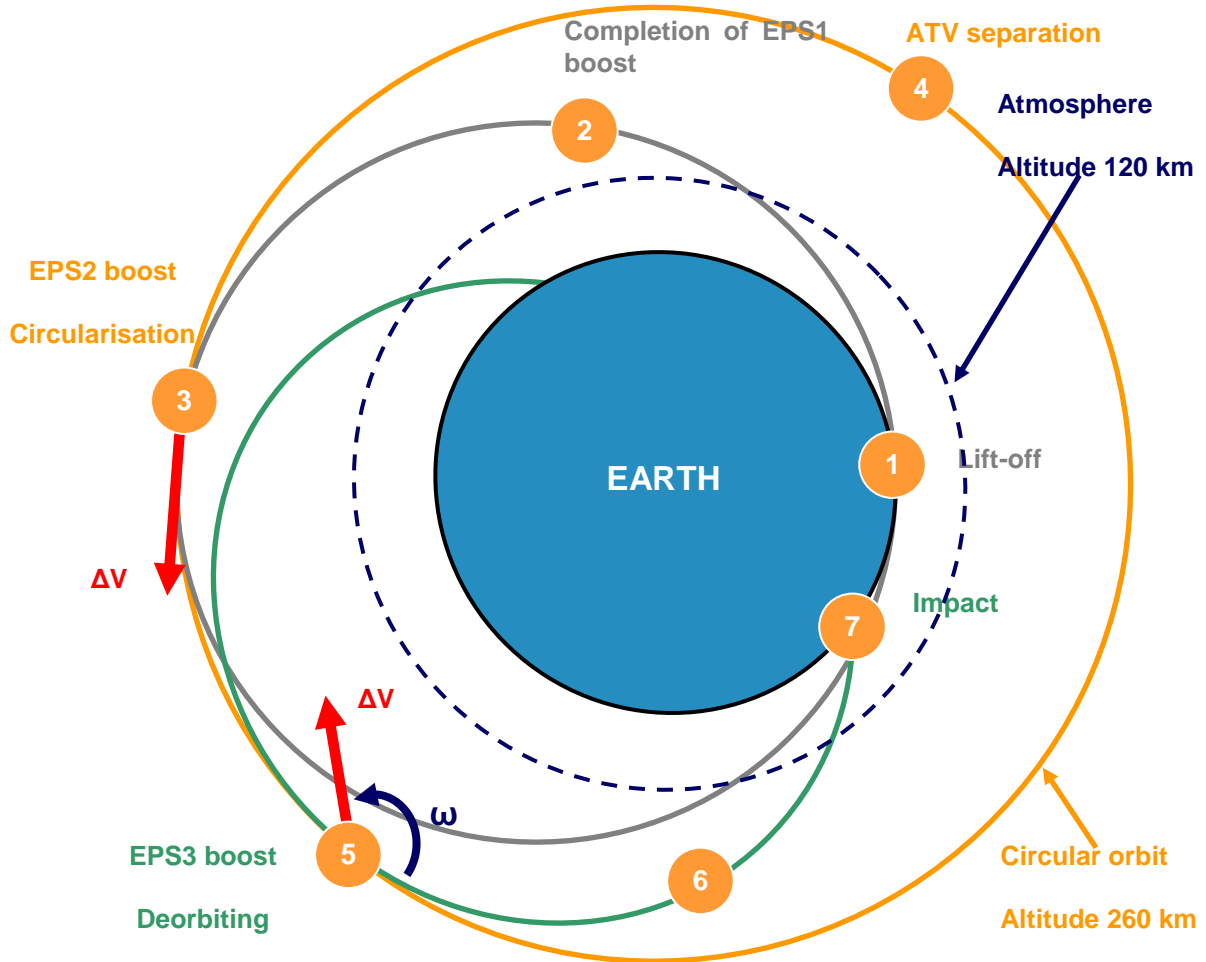 Completion of EPS1
boost
ATV separation
4
Atmosphere
Altitude 120 km
2
EPS2 boost
Circularisation
3
EARTH
1
Lift-off
ΔV
Impact
7
ΔV
ω
EPS3 boost
Deorbiting
5
6
Circular orbit
Altitude 260 km